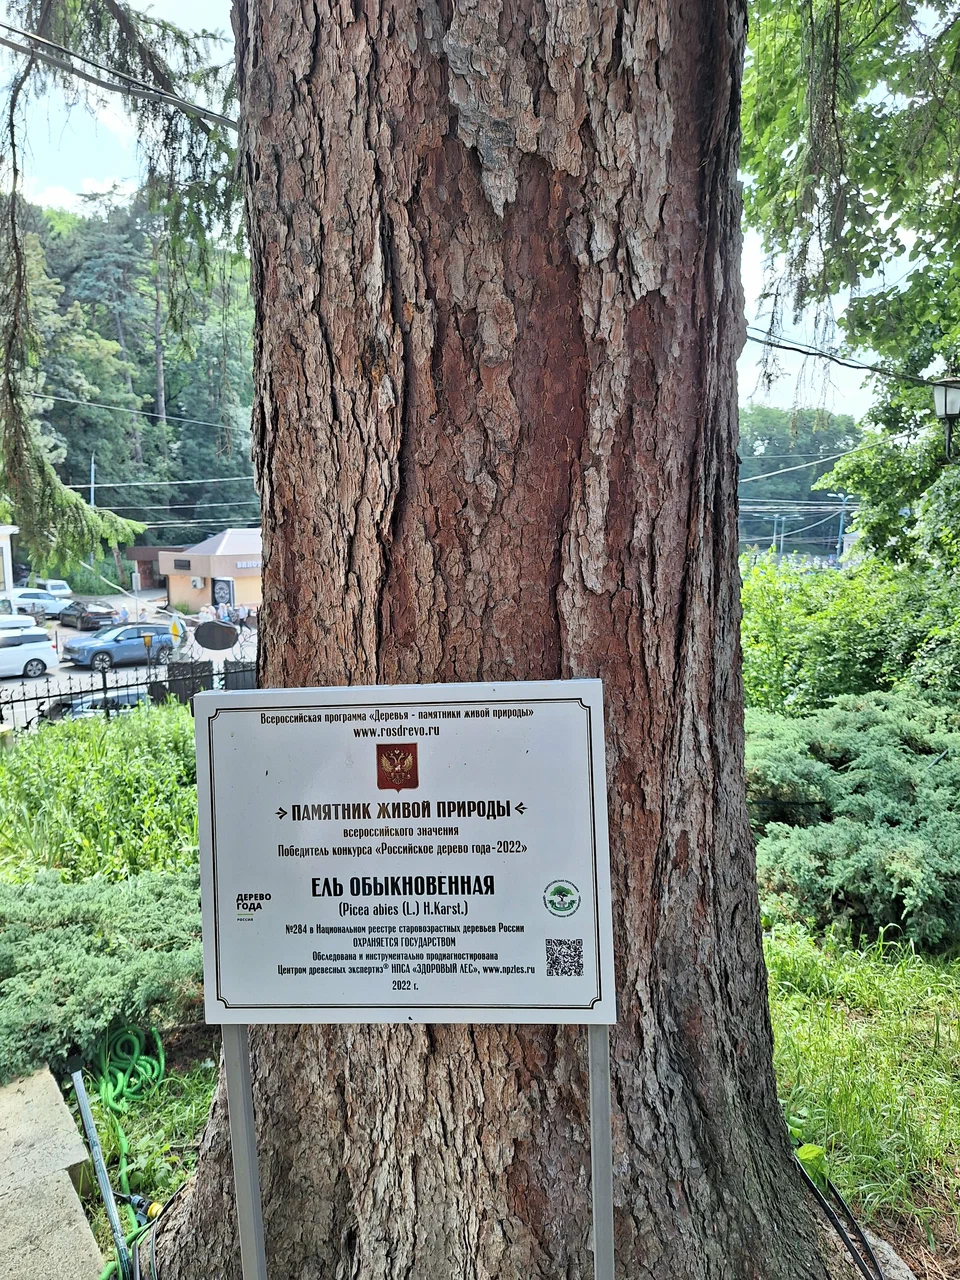 Всероссийская программа «Деревья - памятники живой природы»
www.rosdrevo.ru
ПАМЯТНИК ЖИВОЙ ПРИРОДЫ
всероссийского значения
Победитель конкурса «Российское дерево года-2022»
ЕЛЬ ОБЫКНОВЕННАЯ
(Picea abies (L.) H.Karst.)
ДЕРЕВО
ГОДА
РОССИЯ
№284 в Национальном реестре старовозрастных деревьев России
ОХРАНЯЕТСЯ ГОСУДАРСТВОМ
Обследована и инструментально продиагностирована
Центром древесных экспертиз® НПСА «ЗДОРОВЫЙ ЛЕС», www.npzles.ru
2022 г.